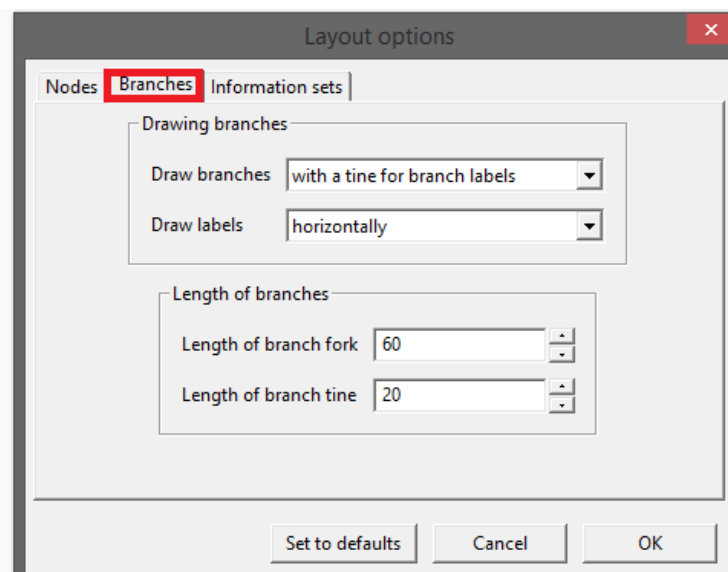 Layout options
Nodes Branches Information sets
Drawing branches
Draw branches with a tine for branch labels
Draw labels horizontally
Length of branches
Length of branch fork 60
Length of branch tine 20
Set to defaults Cancel OK